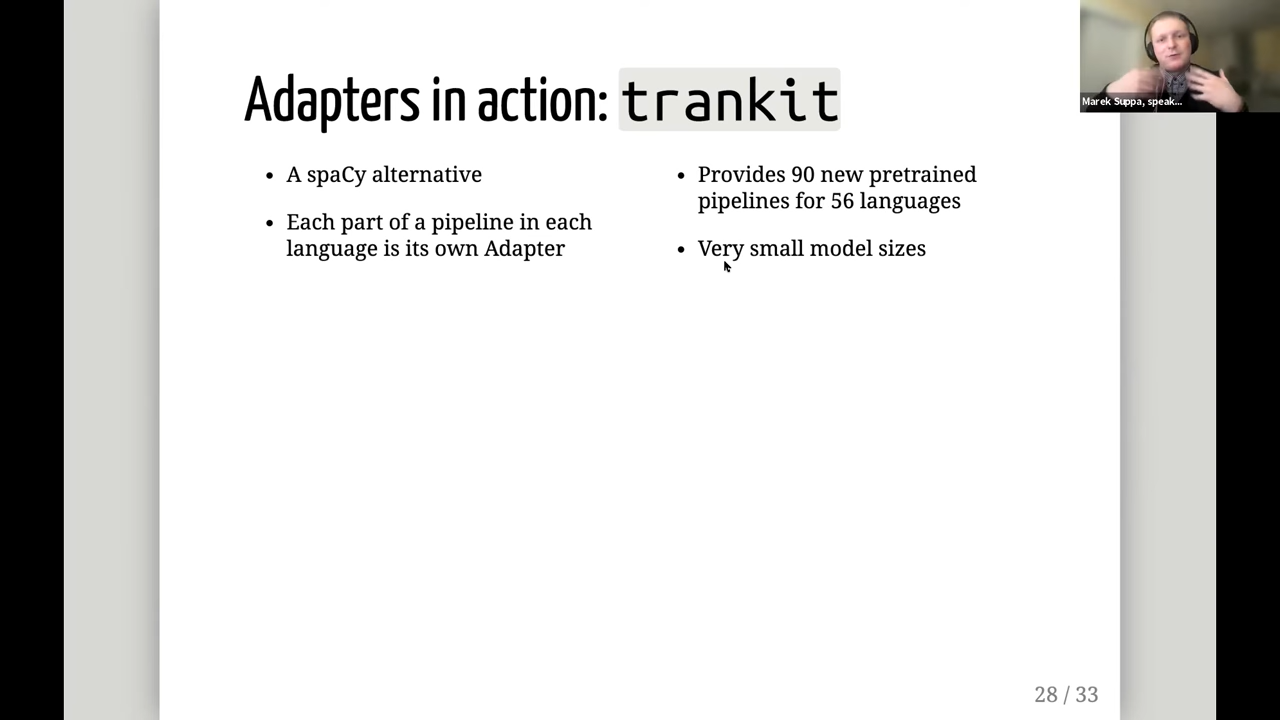 Adapters in action: trankit
• A spaCy alternative
• Each part of a pipeline in each
language is its own Adapter
• Provides 90 new pretrained
pipelines for 56 languages
• Very small model sizes
Marek Suppa, speak...
28 / 33